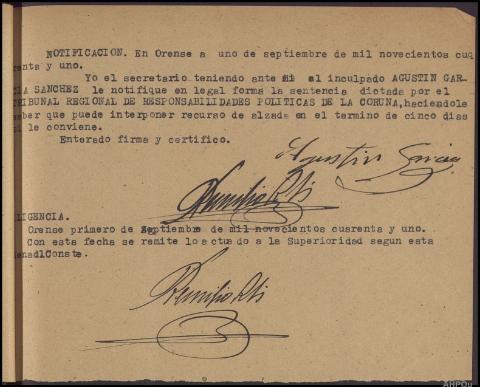 NOTIFICACION. En Orense a uno de septiembre de mil novecientos cuq
renta y uno.
Yo el secretario teniendo ante mi al inculpado AGUSTIN GAR-
CIA SANCHEZ le notifique en legal forma la sentencia dictada por el
TRIBUNAL REGIONAL DE RESPONSABILIDADES POLITICAS DE LA CORUÑA,haciendole
saber que puede interponer recurso de alzada en el termino de cinco dias
si le conviene.
Enterado firma y certifico.
Agustin Garcia
LIGENCIA.
Orense primero de Septiembre de mil novecientos cuarenta y uno.
Con esta fecha se remite lo actuado a la Superioridad segun esta
enadlConste.
AHPOu